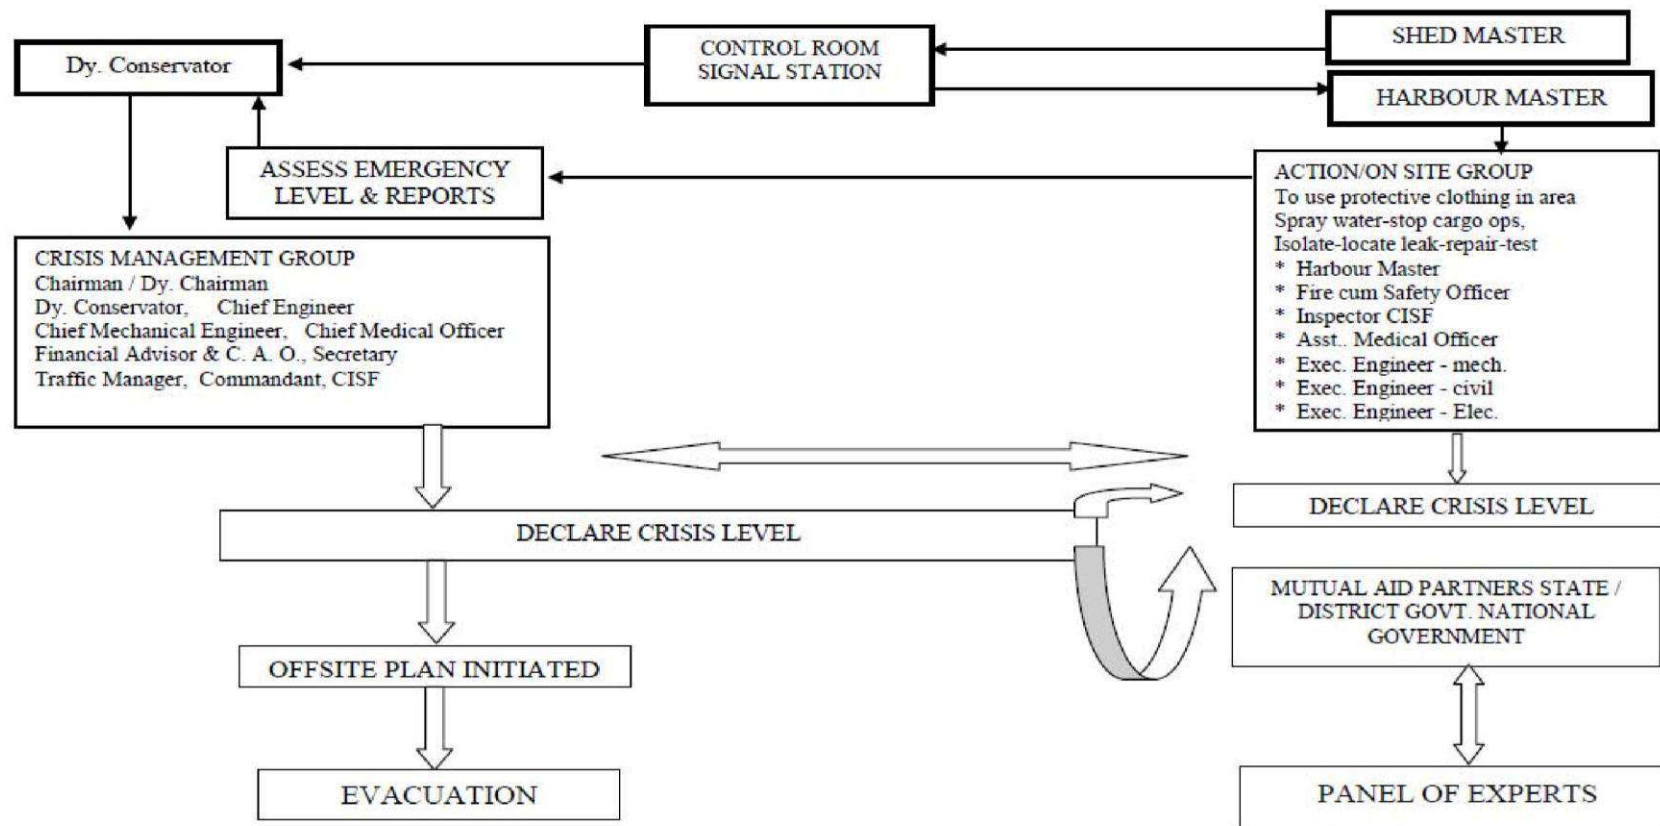 SHED MASTER
CONTROL ROOM
SIGNAL STATION
Dy. Conservator
HARBOUR MASTER
ASSESS EMERGENCY
LEVEL & REPORTS
ACTION/ON SITE GROUP
To use protective clothing in area
Spray water-stop cargo ops,
Isolate-locate leak-repair-test
* Harbour Master
* Fire cum Safety Officer
* Inspector CISF
* Asst.. Medical Officer
* Exec. Engineer - mech.
* Exec. Engineer - civil
* Exec. Engineer - Elec.
CRISIS MANAGEMENT GROUP
Chairman / Dy. Chairman
Dy. Conservator, Chief Engineer
Chief Mechanical Engineer, Chief Medical Officer
Financial Advisor & C. A. O., Secretary
Traffic Manager, Commandant, CISF
DECLARE CRISIS LEVEL
DECLARE CRISIS LEVEL
MUTUAL AID PARTNERS STATE /
DISTRICT GOVT. NATIONAL
GOVERNMENT
OFFSITE PLAN INITIATED
EVACUATION
PANEL OF EXPERTS